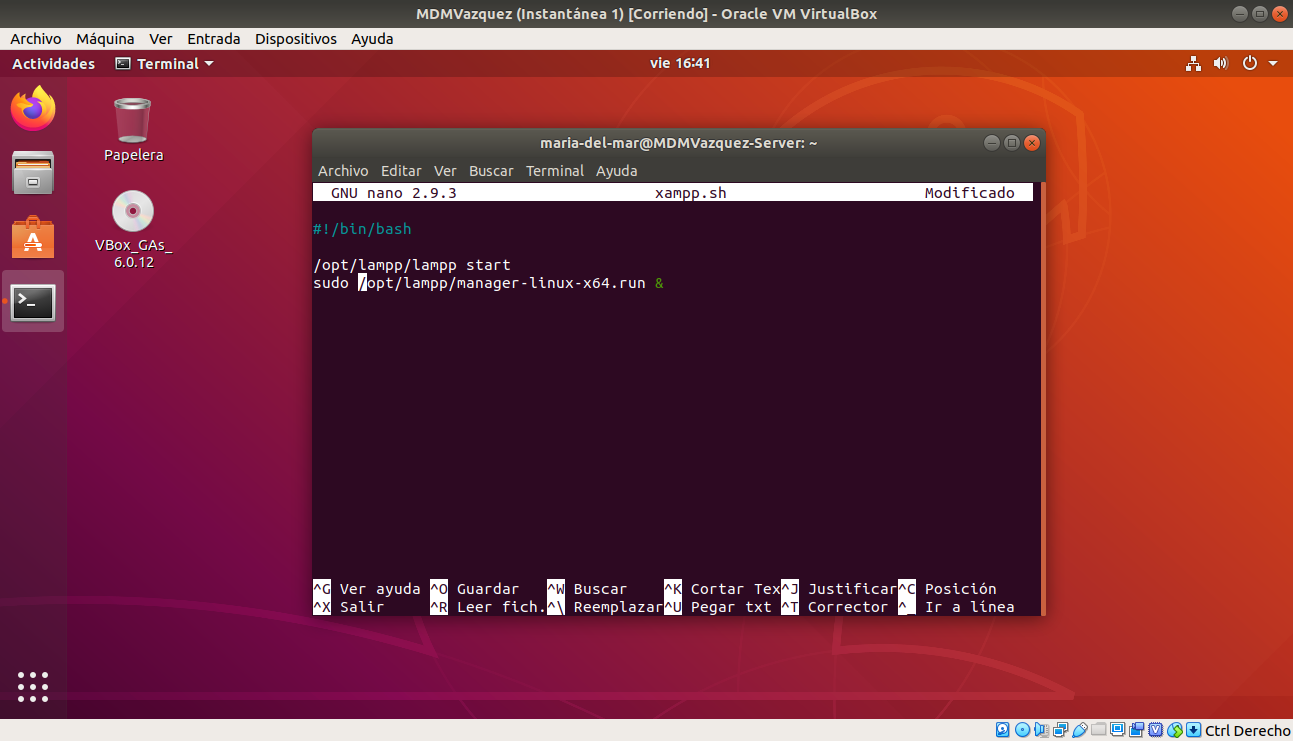 MDMVazquez (Instantánea 1) [Corriendo] - Oracle VM VirtualBox
Archivo Máquina Ver Entrada Dispositivos Ayuda
Actividades Terminal vie 16:41
Papelera
VBox_GAs_
6.0.12
maria-del-mar@MDMVazquez-Server: ~
Archivo Editar Ver Buscar Terminal Ayuda
GNU nano 2.9.3 xampp.sh Modificado
#!/bin/bash
/opt/lampp/lampp start
sudo /opt/lampp/manager-linux-x64.run &
^G Ver ayuda ^O Guardar ^W Buscar ^K Cortar Tex^J Justificar^C Posición
^X Salir ^R Leer fich.^\ Reemplazar^U Pegar txt ^T Corrector ^_ Ir a línea
Ctrl Derecho